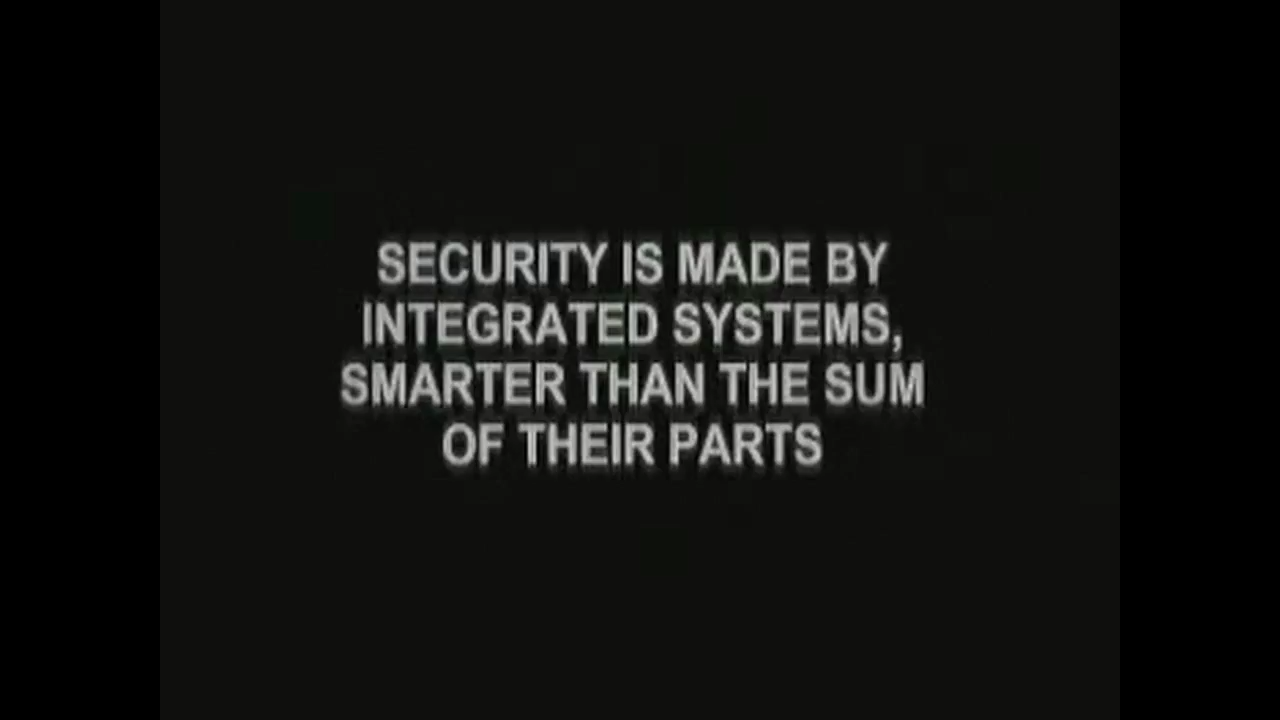 SECURITY IS MADE BY
INTEGRATED SYSTEMS,
SMARTER THAN THE SUM
OF THEIR PARTS